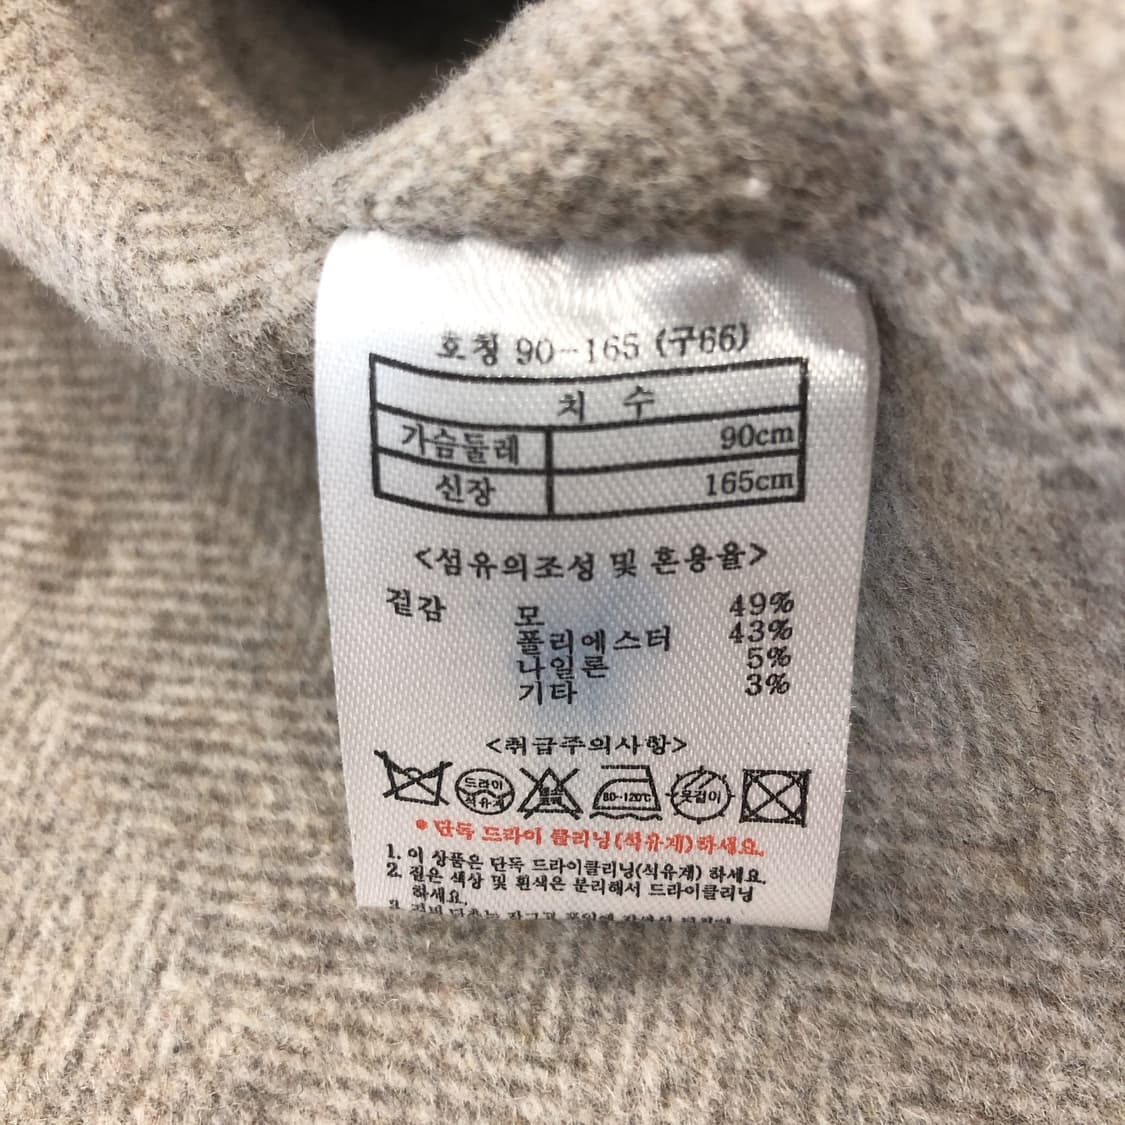 호칭 90-165 (구66)
치 수
가슴둘레 90cm
신장 165cm
<섬유의조성 및 혼용율>
겉감 모 49%
폴리에스터 43%
나일론 5%
기타 3%
<취급주의사항>
드라이
석유계
80~120℃
옷걸이
* 단독 드라이 클리닝(석유계)하세요.
1. 이 상품은 단독 드라이클리닝(석유계) 하세요.
2. 짙은 색상 및 흰색은 분리해서 드라이클리닝
하세요.